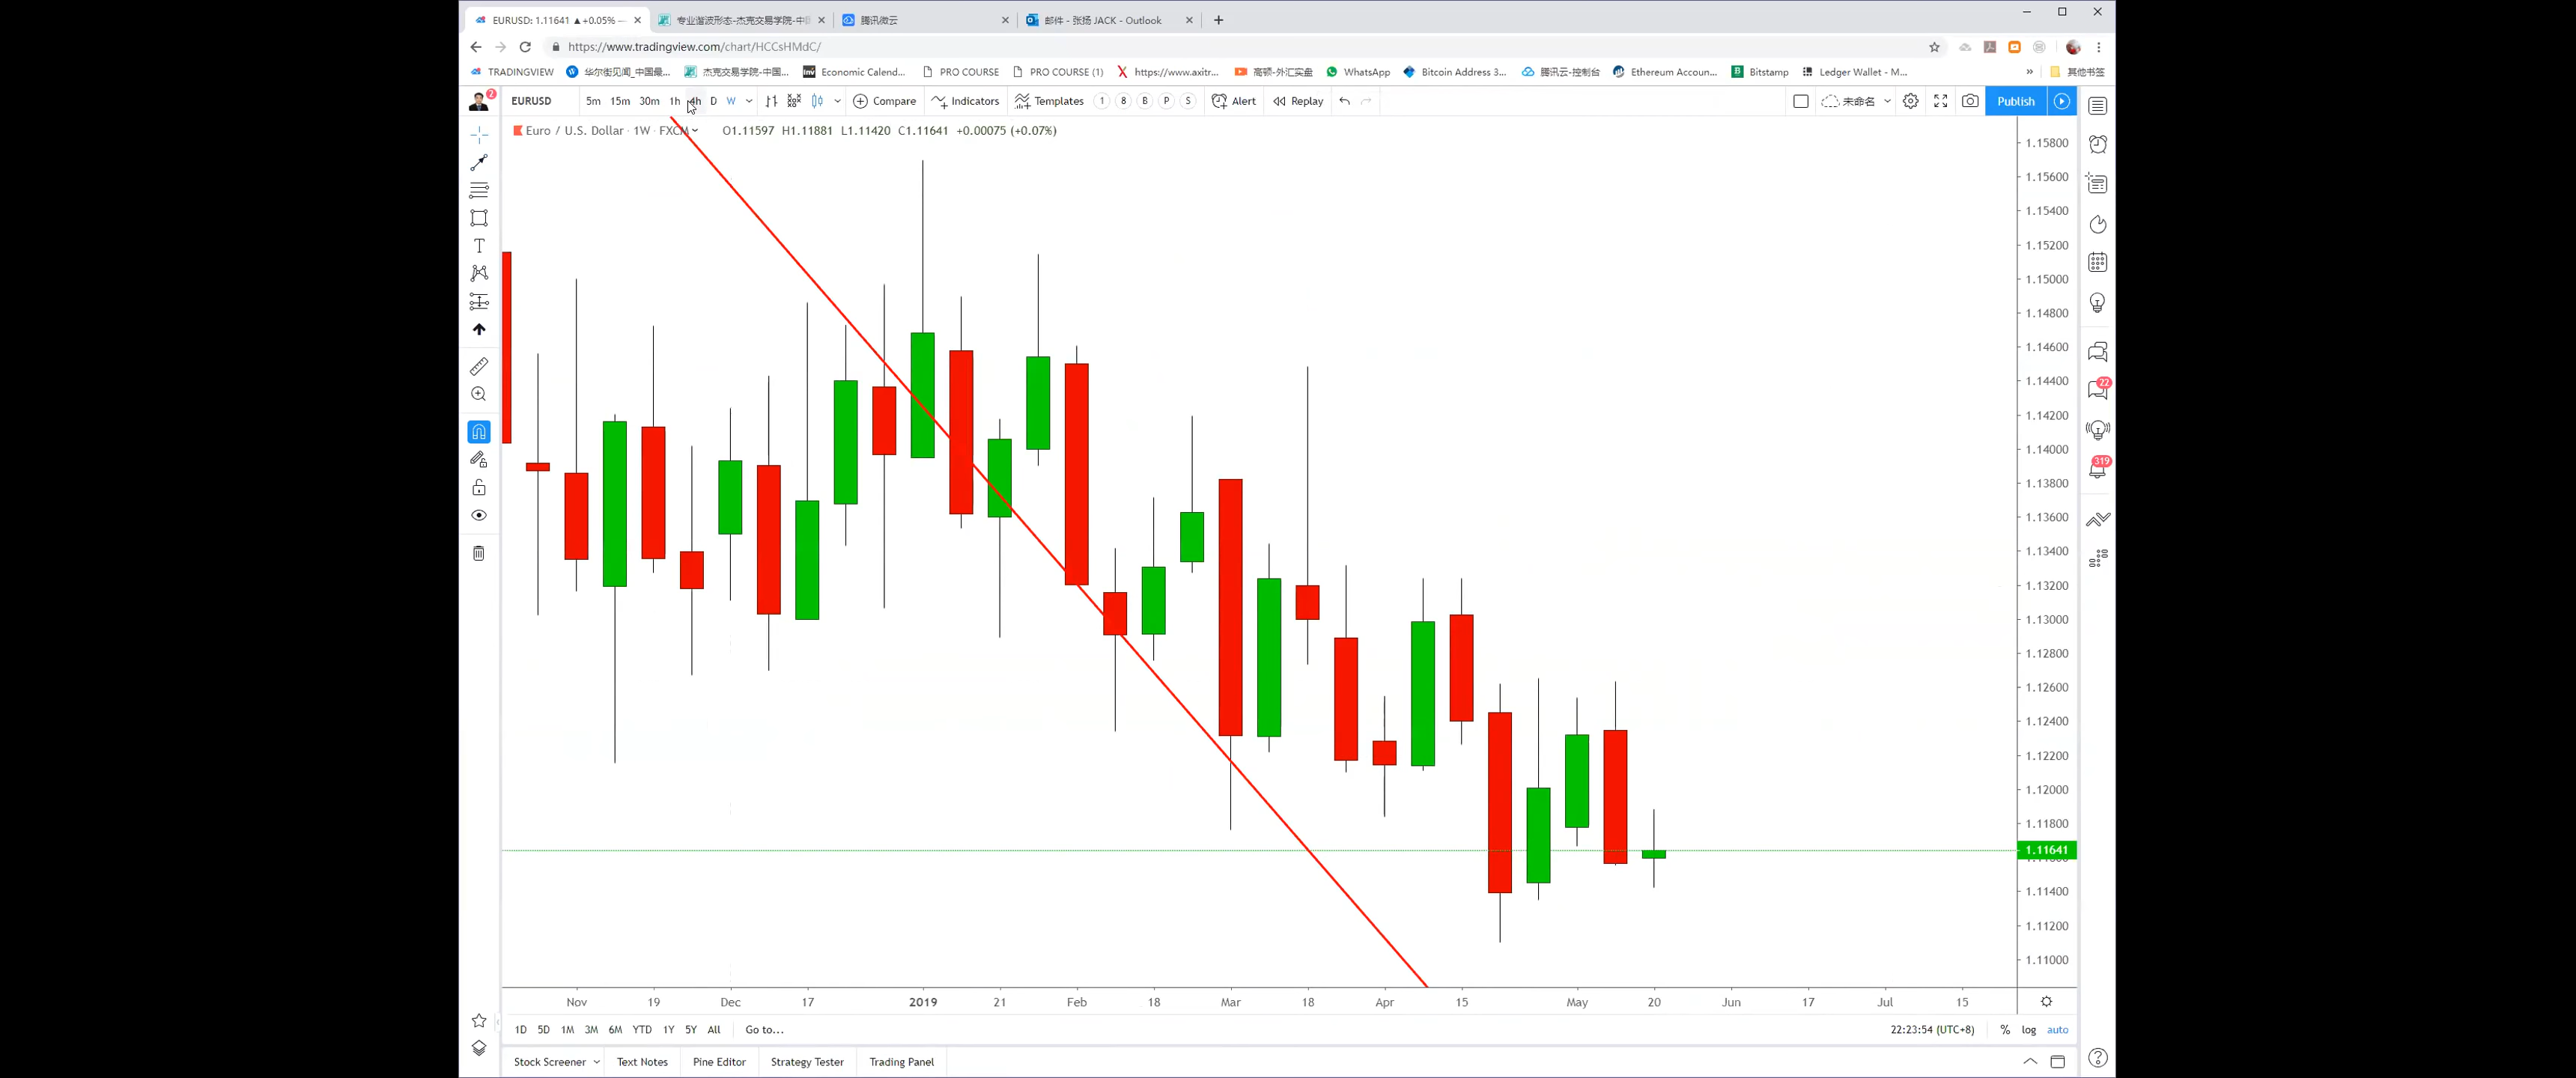 EURUSD: 1.11641 ▲+0.05% —
专业谐波形态-杰克交易学院-中
腾讯微云
邮件 - 张扬 JACK - Outlook
https://www.tradingview.com/chart/HCCsHMdC/
TRADINGVIEW 华尔街见闻_中国最... 杰克交易学院-中国... Economic Calend... PRO COURSE PRO COURSE (1) https://www.axitr... 高顿-外汇实盘 WhatsApp Bitcoin Address 3... 腾讯云-控制台 Ethereum Accoun... Bitstamp Ledger Wallet - M... » 其他书签
2 EURUSD 5m 15m 30m 1h 4h D W Compare Indicators Templates 1 8 B P S Alert Replay 未命名 Publish
Euro / U.S. Dollar · 1W · FXCM O1.11597 H1.11881 L1.11420 C1.11641 +0.00075 (+0.07%)
1.15800
1.15600
1.15400
1.15200
1.15000
1.14800
1.14600
1.14400
1.14200
1.14000
1.13800
1.13600
1.13400
1.13200
1.13000
1.12800
1.12600
1.12400
1.12200
1.12000
1.11800
1.11641
1.11400
1.11200
1.11000
22
319
Nov 19 Dec 17 2019 21 Feb 18 Mar 18 Apr 15 May 20 Jun 17 Jul 15
1D 5D 1M 3M 6M YTD 1Y 5Y All Go to... 22:23:54 (UTC+8) % log auto
Stock Screener Text Notes Pine Editor Strategy Tester Trading Panel